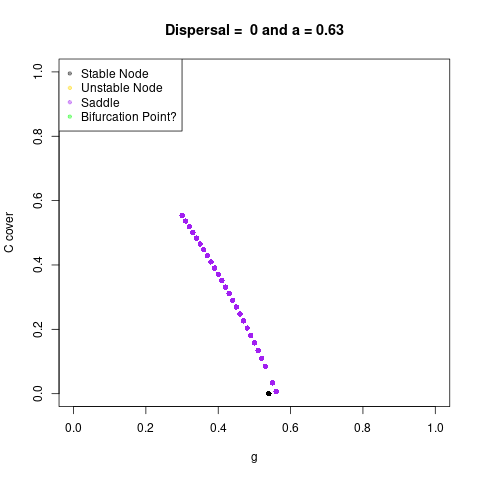 Dispersal =  0 and a = 0.63
Stable Node
Unstable Node
Saddle
Bifurcation Point?
C cover
1.0
0.8
0.6
0.4
0.2
0.0
0.0 0.2 0.4 0.6 0.8 1.0
g